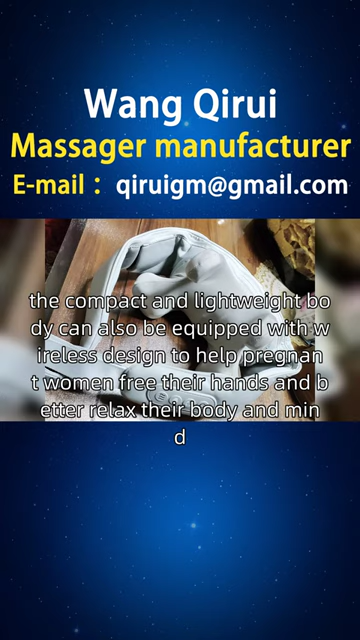 Wang Qirui
Massager manufacturer
E-mail： qiruigm@gmail.com
the compact and lightweight bo
dy can also be equipped with w
ireless design to help pregnan
t women free their hands and b
etter relax their body and min
d